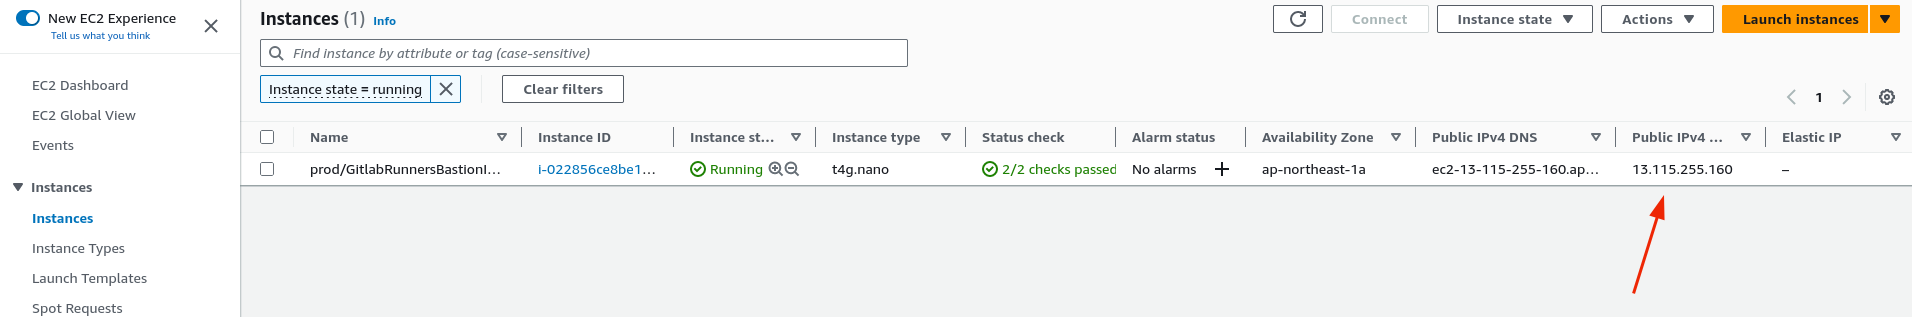 New EC2 Experience
Tell us what you think
EC2 Dashboard
EC2 Global View
Events
Instances
Instances
Instance Types
Launch Templates
Spot Requests
Instances (1) Info
Connect Instance state Actions Launch instances
Find instance by attribute or tag (case-sensitive)
Instance state = running Clear filters
1
Name Instance ID Instance st... Instance type Status check Alarm status Availability Zone Public IPv4 DNS Public IPv4 ... Elastic IP
prod/GitlabRunnersBastionI... i-022856ce8be1... Running t4g.nano 2/2 checks passed No alarms + ap-northeast-1a ec2-13-115-255-160.ap... 13.115.255.160 –